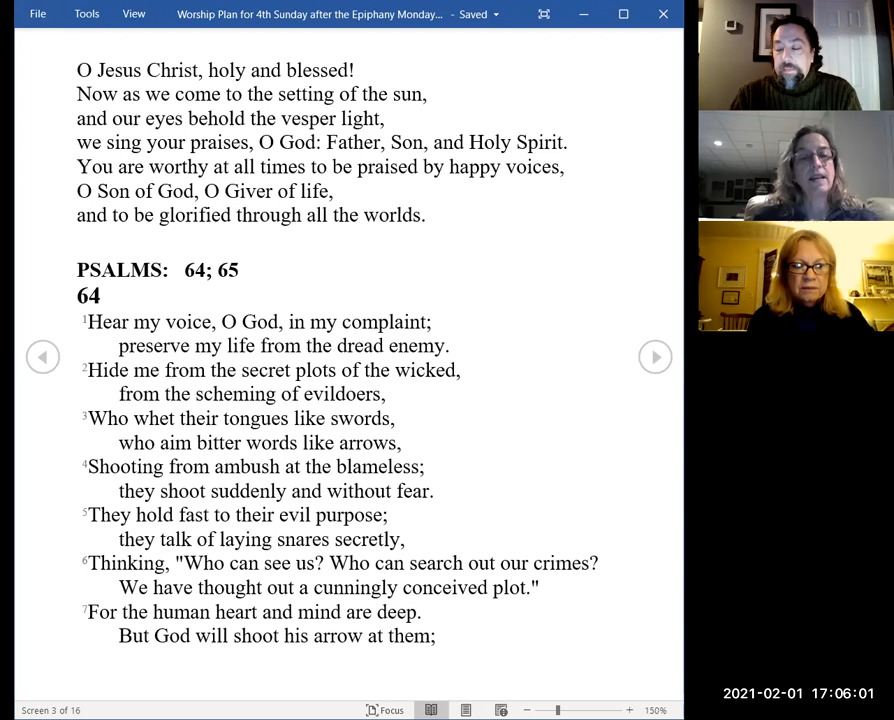 File Tools View Worship Plan for 4th Sunday after the Epiphany Monday... - Saved
O Jesus Christ, holy and blessed!
Now as we come to the setting of the sun,
and our eyes behold the vesper light,
we sing your praises, O God: Father, Son, and Holy Spirit.
You are worthy at all times to be praised by happy voices,
O Son of God, O Giver of life,
and to be glorified through all the worlds.
PSALMS: 64; 65
64
1Hear my voice, O God, in my complaint;
preserve my life from the dread enemy.
2Hide me from the secret plots of the wicked,
from the scheming of evildoers,
3Who whet their tongues like swords,
who aim bitter words like arrows,
4Shooting from ambush at the blameless;
they shoot suddenly and without fear.
5They hold fast to their evil purpose;
they talk of laying snares secretly,
6Thinking, "Who can see us? Who can search out our crimes?
We have thought out a cunningly conceived plot."
7For the human heart and mind are deep.
But God will shoot his arrow at them;
Screen 3 of 16 Focus 150%
2021-02-01 17:06:01